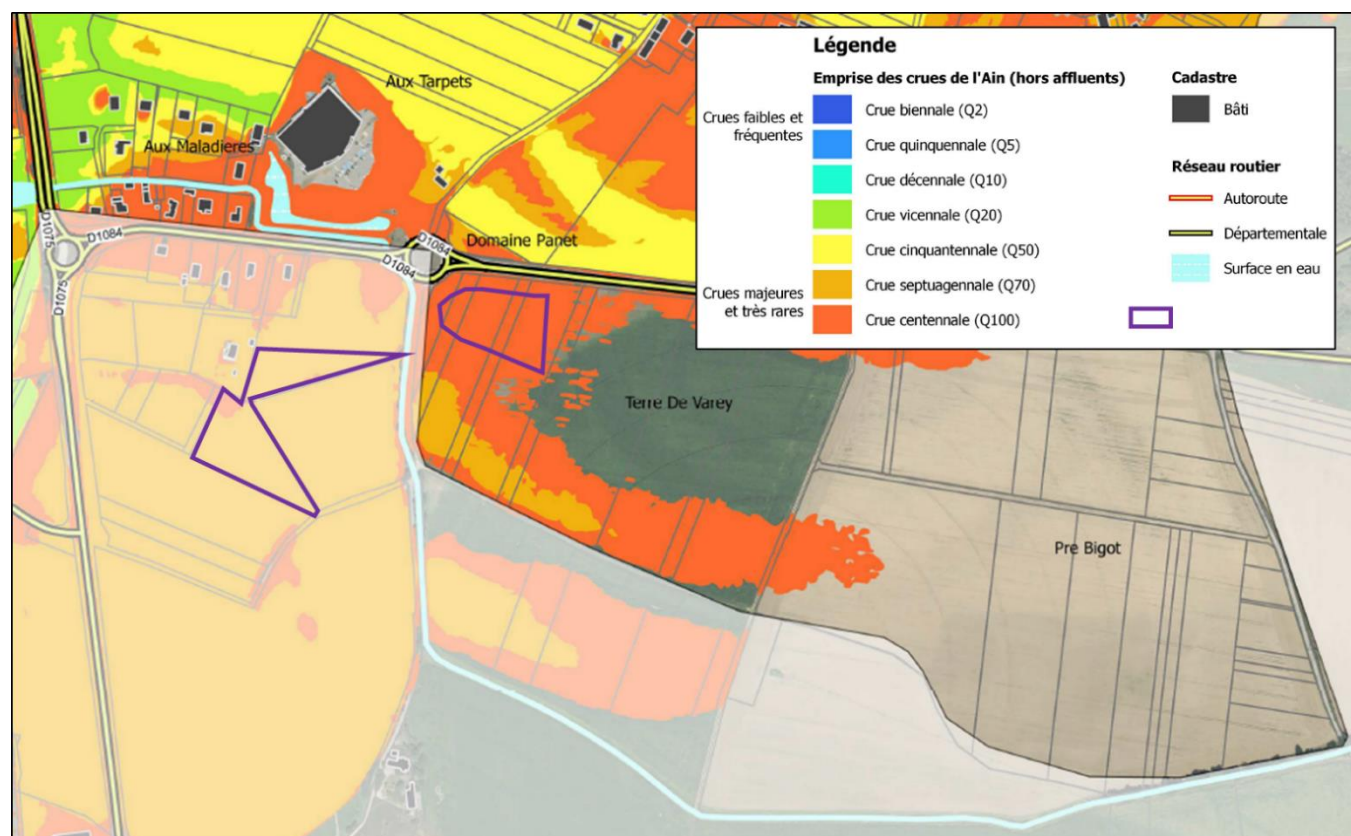 Aux Tarpets
Aux Maladieres
Domaine Panet
D1084
D1084
D1084
D1075
D1075
Terre De Varey
Pre Bigot
Légende
Emprise des crues de l'Ain (hors affluents)
Crues faibles et
fréquentes
Crue biennale (Q2)
Crue quinquennale (Q5)
Crue décennale (Q10)
Crue vicennale (Q20)
Crue cinquantennale (Q50)
Crues majeures
et très rares
Crue septuagennale (Q70)
Crue centennale (Q100)
Cadastre
Bâti
Réseau routier
Autoroute
Départementale
Surface en eau